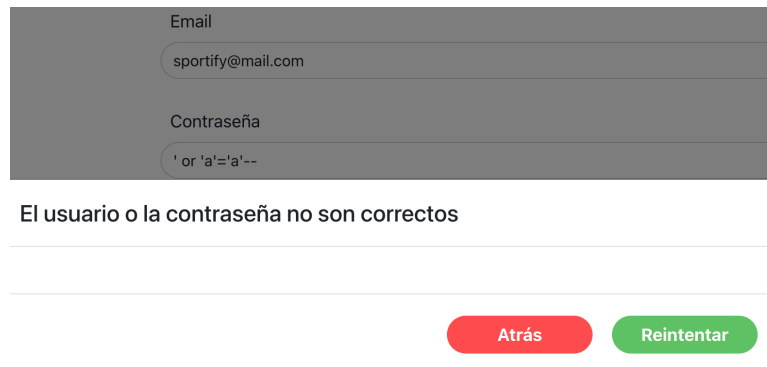 Email
sportify@mail.com
Contraseña
' or 'a'='a'--
El usuario o la contraseña no son correctos
Atrás
Reintentar